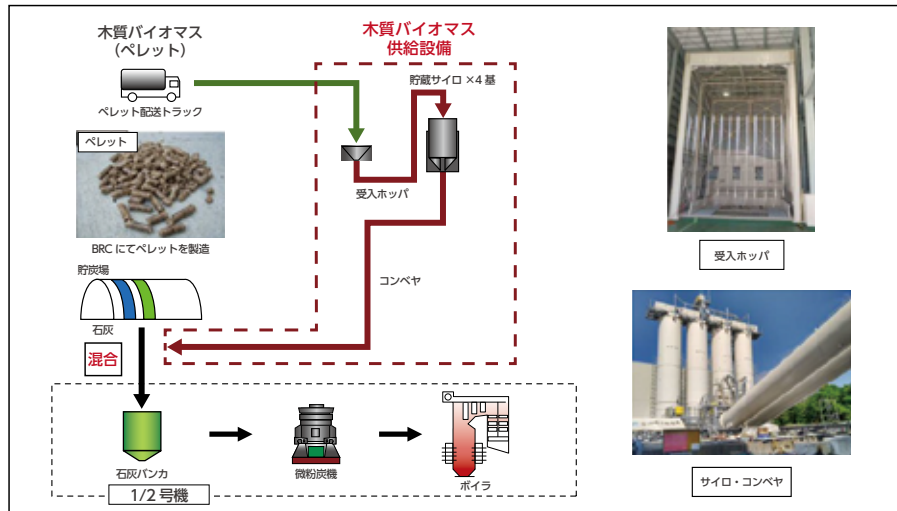 木質バイオマス
（ペレット）
ペレット配送トラック
ペレット
BRCにてペレットを製造
木質バイオマス
供給設備
貯蔵サイロ×4基
受入ホッパ
コンベヤ
貯炭場
石灰
混合
石灰バンカ
微粉炭機
ボイラ
1/2号機
受入ホッパ
サイロ・コンベヤ